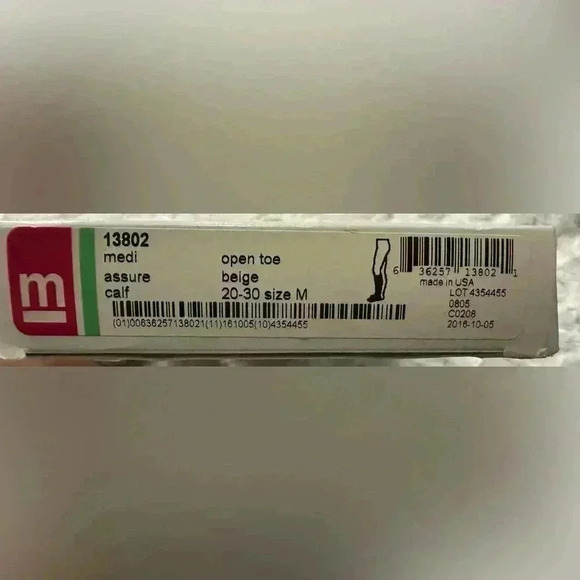 m
13802
medi open toe
assure beige
calf 20-30 size M
(01)00636257138021(11)161005(10)4354455
6 36257 13802 1
made in USA
LOT 4354455
0805
C0208
2016-10-05